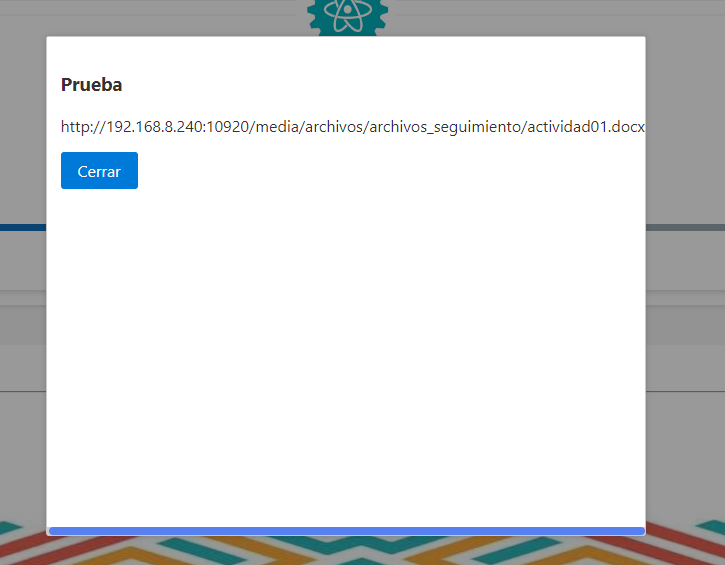 Prueba
http://192.168.8.240:10920/media/archivos/archivos_seguimiento/actividad01.docx
Cerrar